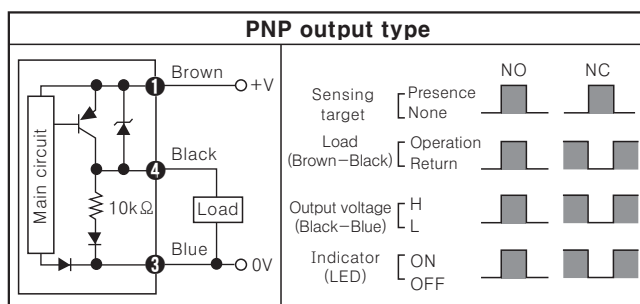 PNP output type
Main circuit
1
Brown
+V
4
Black
10kΩ
Load
3
Blue
0V
NO
NC
Sensing
target
Presence
None
Load
(Brown−Black)
Operation
Return
Output voltage
(Black−Blue)
H
L
Indicator
(LED)
ON
OFF